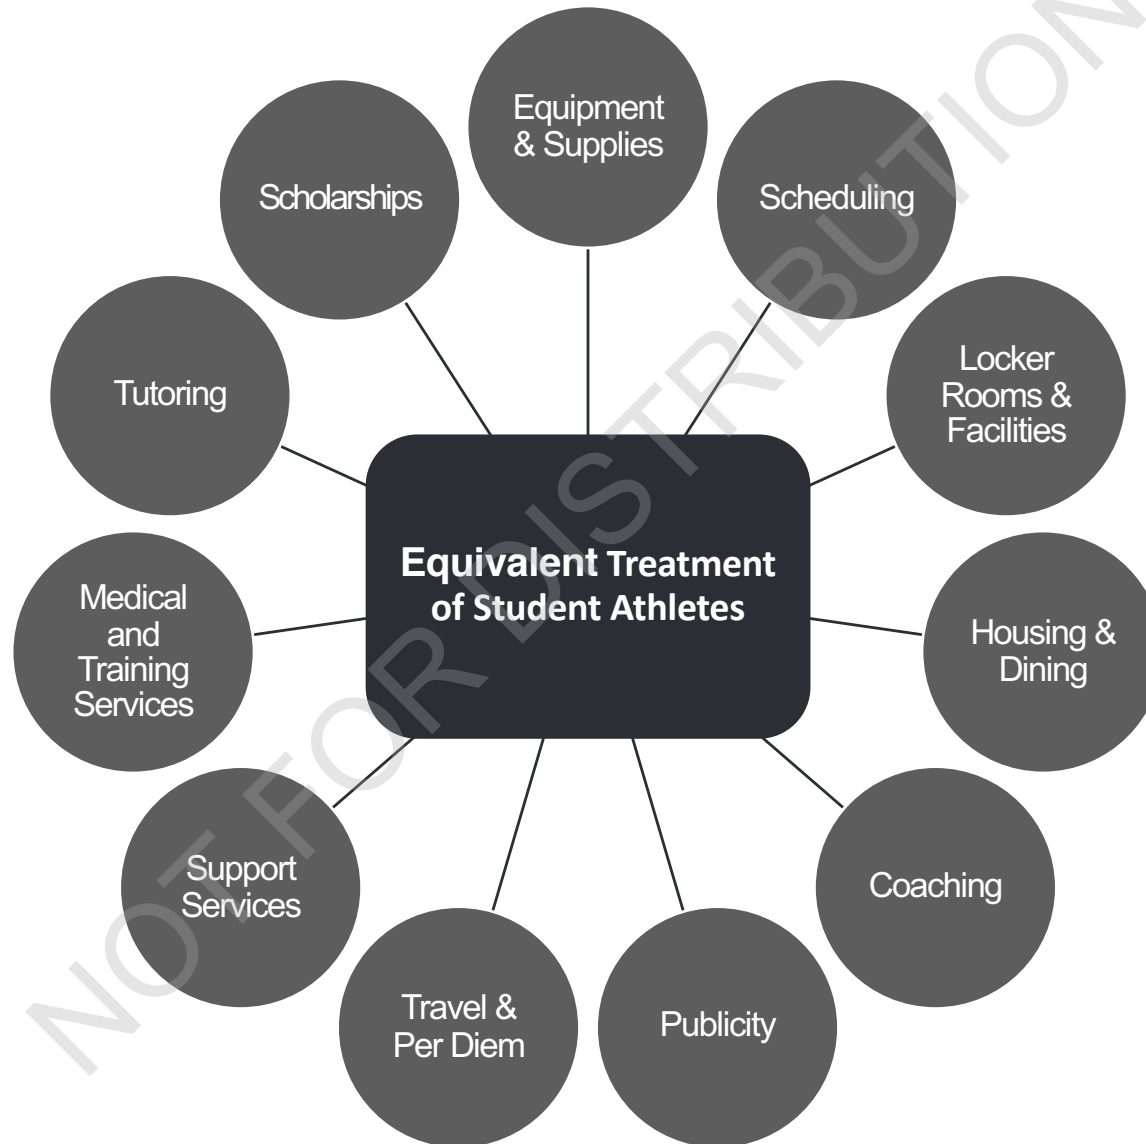 Equipment
& Supplies
Scheduling
Locker
Rooms &
Facilities
Housing &
Dining
Coaching
Publicity
Travel &
Per Diem
Support
Services
Medical
and
Training
Services
Tutoring
Scholarships
Equivalent Treatment
of Student Athletes
NOT FOR DISTRIBUTION